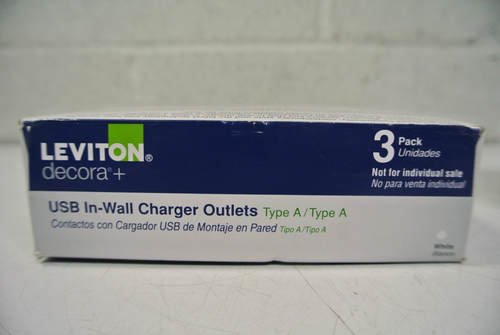 LEVITON®
decora®+
3 Pack
Unidades
Not for individual sale
No para venta individual
USB In-Wall Charger Outlets Type A/Type A
Contactos con Cargador USB de Montaje en Pared Tipo A/Tipo A
White
Blanco